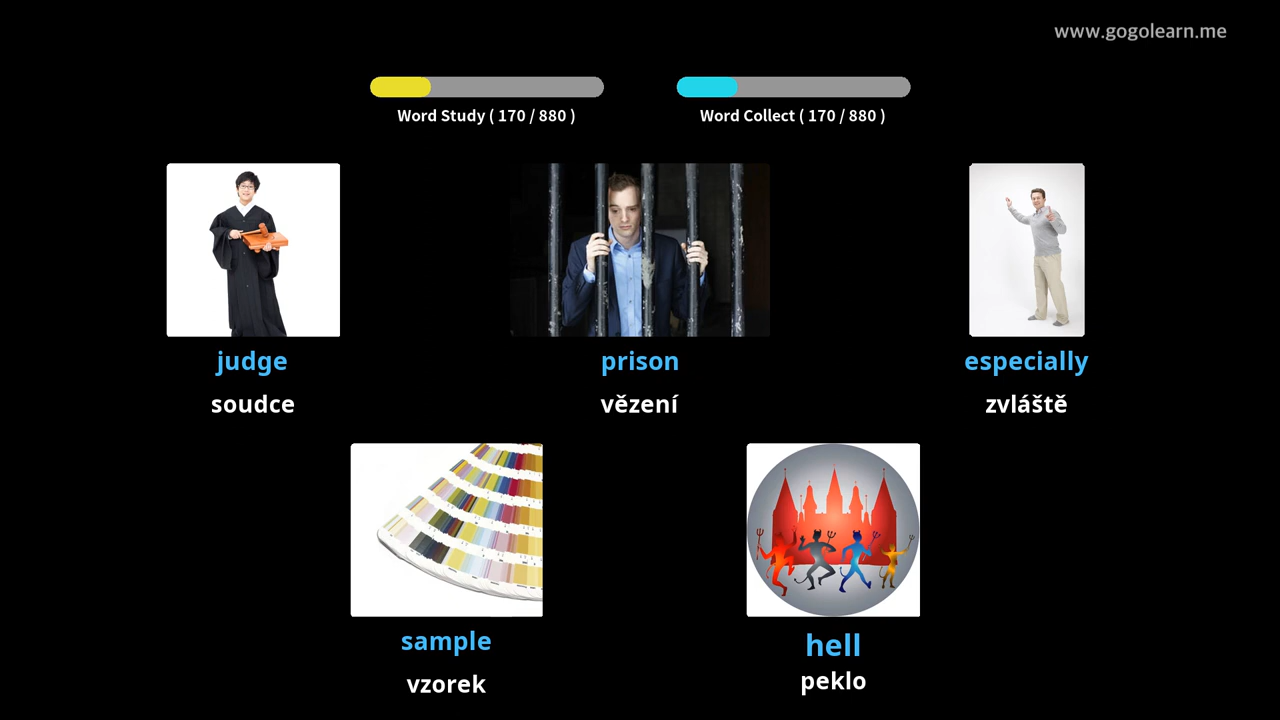 www.gogolearn.me
Word Study ( 170 / 880 )
Word Collect ( 170 / 880 )
judge
soudce
prison
vězení
especially
zvláště
sample
vzorek
hell
peklo